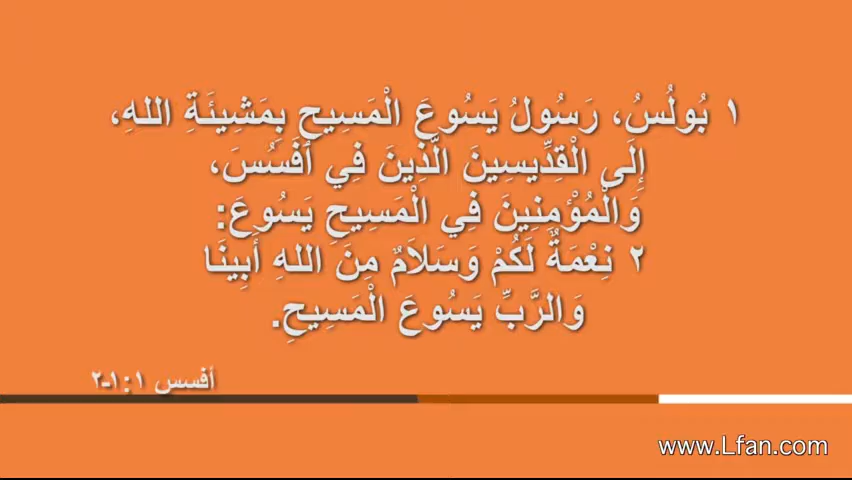 ١ بُولُسُ، رَسُولُ يَسُوعَ الْمَسِيحِ بِمَشِيئَةِ اللهِ،
إِلَى الْقِدِّيسِينَ الَّذِينَ فِي أَفَسُسَ،
وَالْمُؤْمِنِينَ فِي الْمَسِيحِ يَسُوعَ:
٢ نِعْمَةٌ لَكُمْ وَسَلَامٌ مِنَ اللهِ أَبِينَا
وَالرَّبِّ يَسُوعَ الْمَسِيحِ.
أفسس ١:١-٢
www.Lfan.com